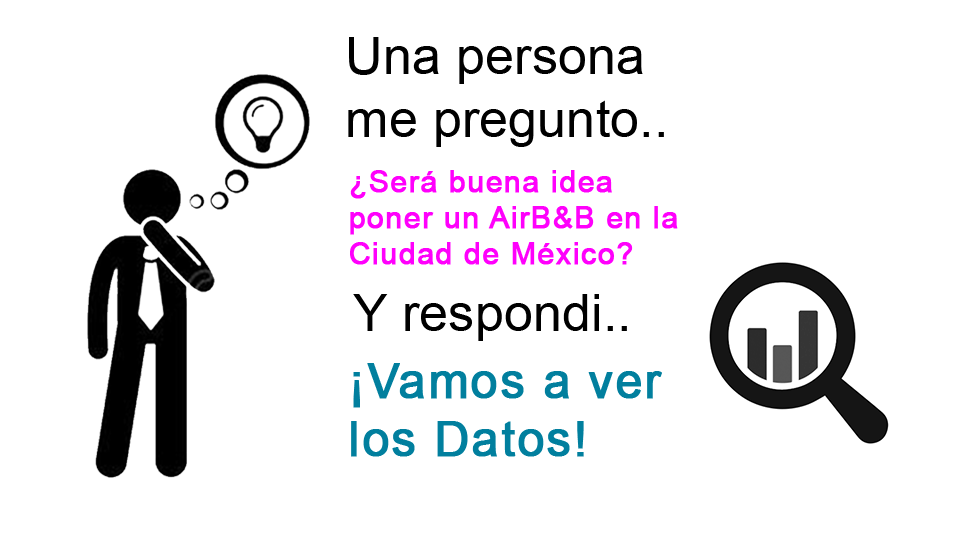 Una persona
me pregunto..
¿Será buena idea
poner un AirB&B en la
Ciudad de México?
Y respondi..
¡Vamos a ver
los Datos!